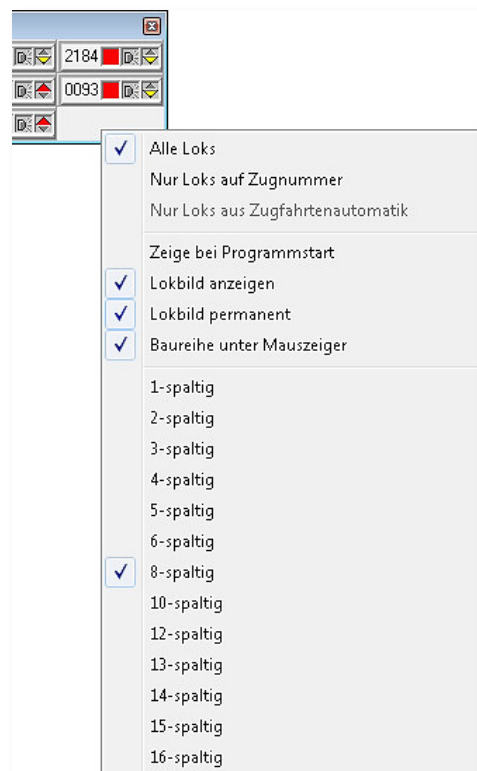 D 2184 D
D 0093 D
D
Alle Loks
Nur Loks auf Zugnummer
Nur Loks aus Zugfahrtenautomatik
Zeige bei Programmstart
Lokbild anzeigen
Lokbild permanent
Baureihe unter Mauszeiger
1-spaltig
2-spaltig
3-spaltig
4-spaltig
5-spaltig
6-spaltig
8-spaltig
10-spaltig
12-spaltig
13-spaltig
14-spaltig
15-spaltig
16-spaltig